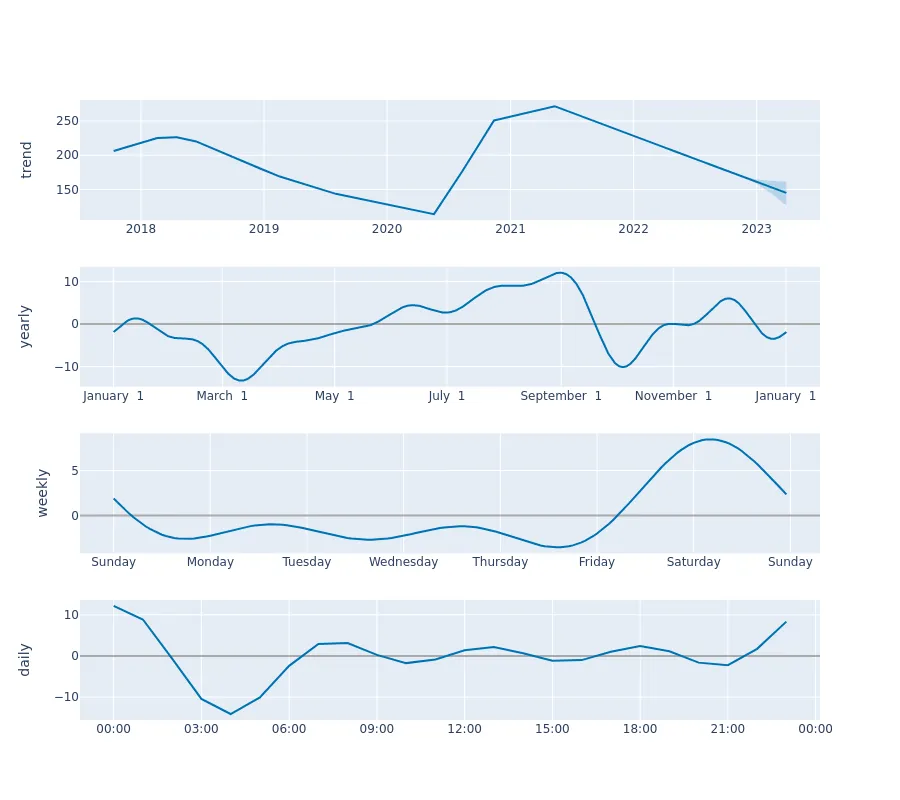 trend
250
200
150
2018 2019 2020 2021 2022 2023
yearly
10
0
−10
January 1 March 1 May 1 July 1 September 1 November 1 January 1
weekly
5
0
Sunday Monday Tuesday Wednesday Thursday Friday Saturday Sunday
daily
10
0
−10
00:00 03:00 06:00 09:00 12:00 15:00 18:00 21:00 00:00